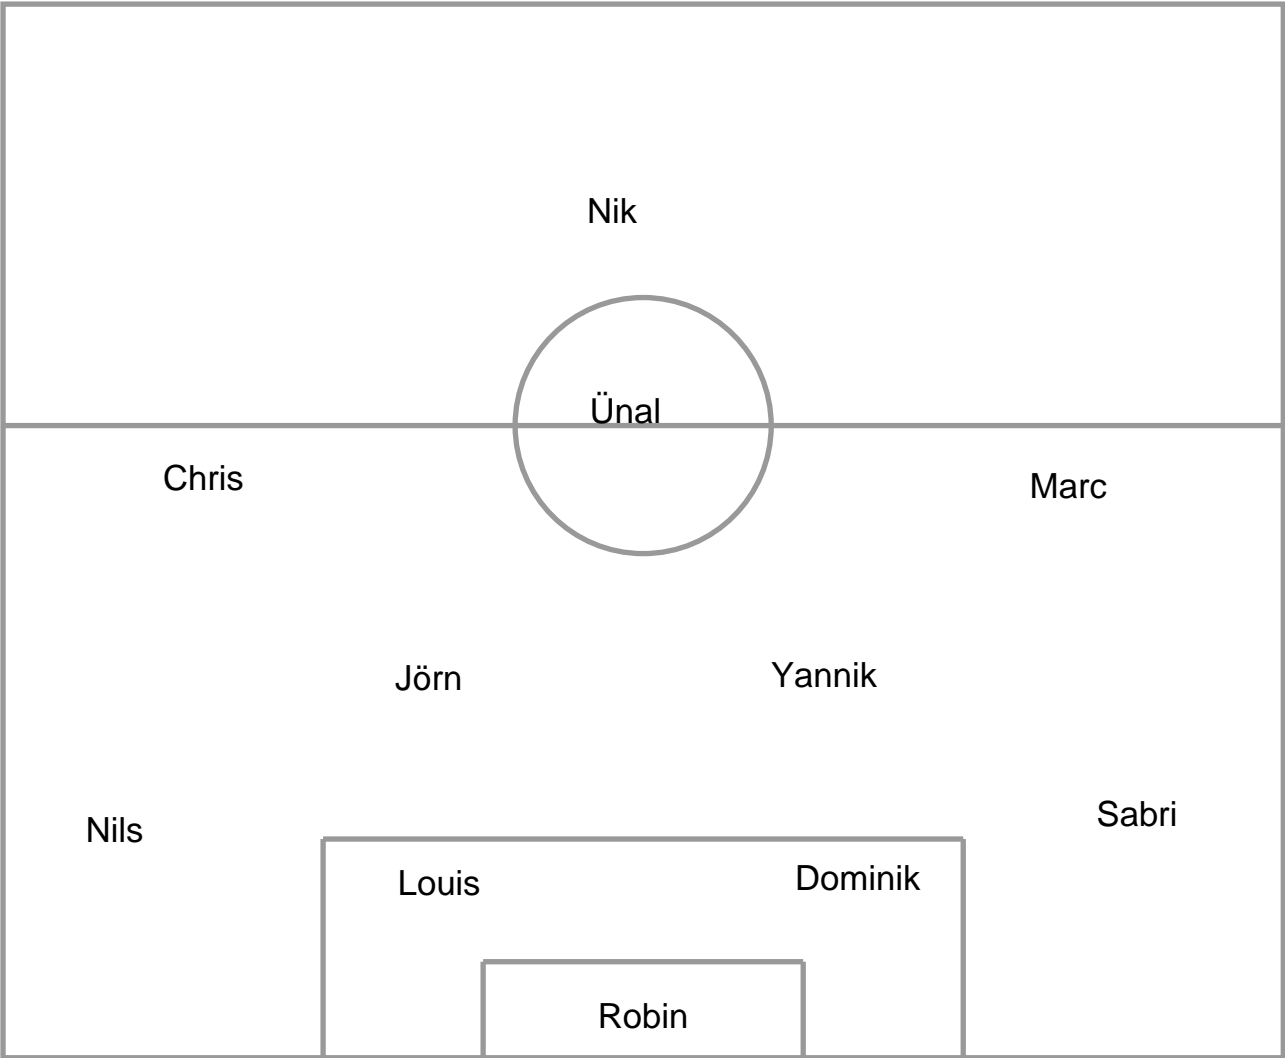 Nik
Ünal
Chris
Marc
Jörn
Yannik
Nils
Sabri
Louis
Dominik
Robin